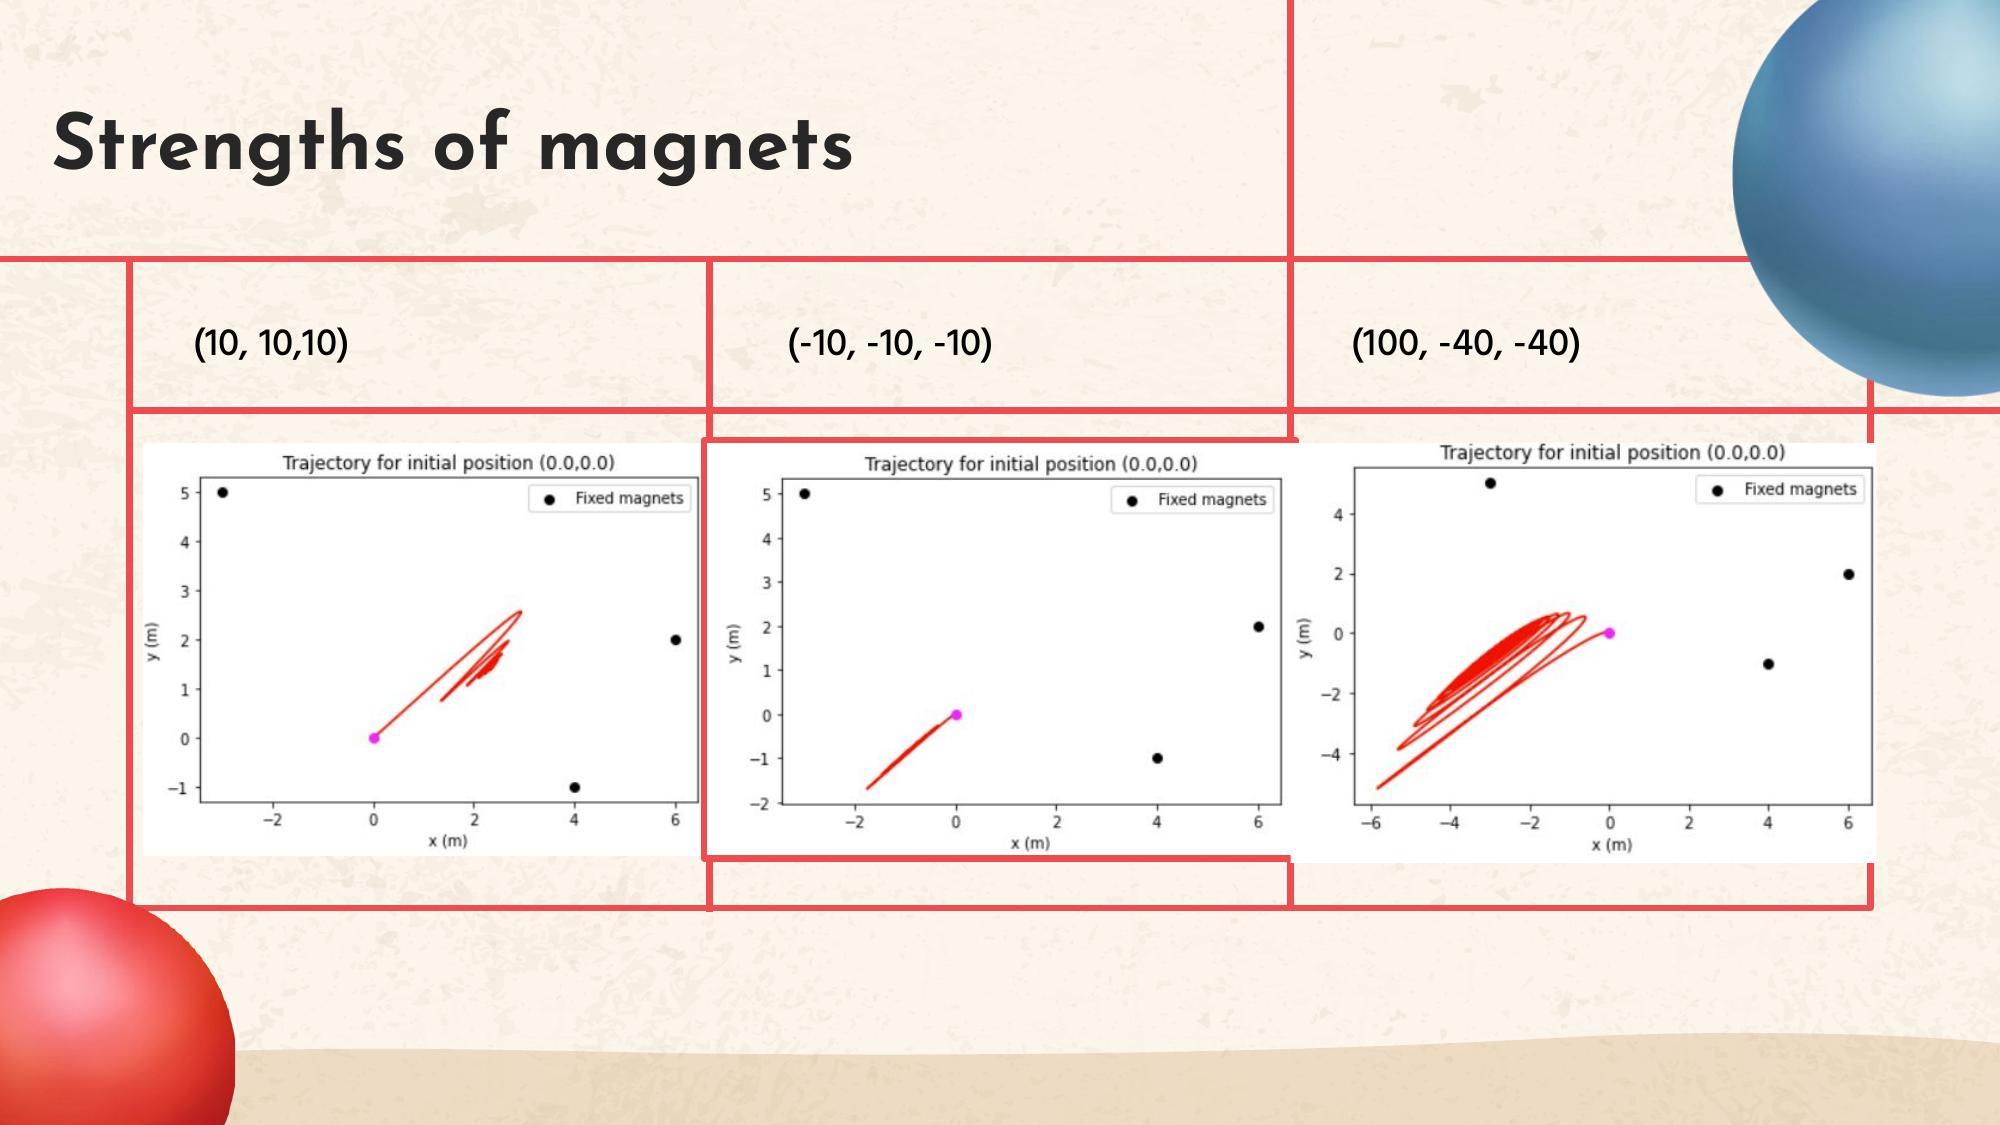 Strengths of magnets
(10, 10,10)
(-10, -10, -10)
(100, -40, -40)
Trajectory for initial position (0.0,0.0)
Fixed magnets
5
4
3
2
1
0
−1
y (m)
−2 0 2 4 6
x (m)
Trajectory for initial position (0.0,0.0)
Fixed magnets
5
4
3
2
1
0
−1
−2
y (m)
−2 0 2 4 6
x (m)
Trajectory for initial position (0.0,0.0)
Fixed magnets
4
2
0
−2
−4
y (m)
−6 −4 −2 0 2 4 6
x (m)